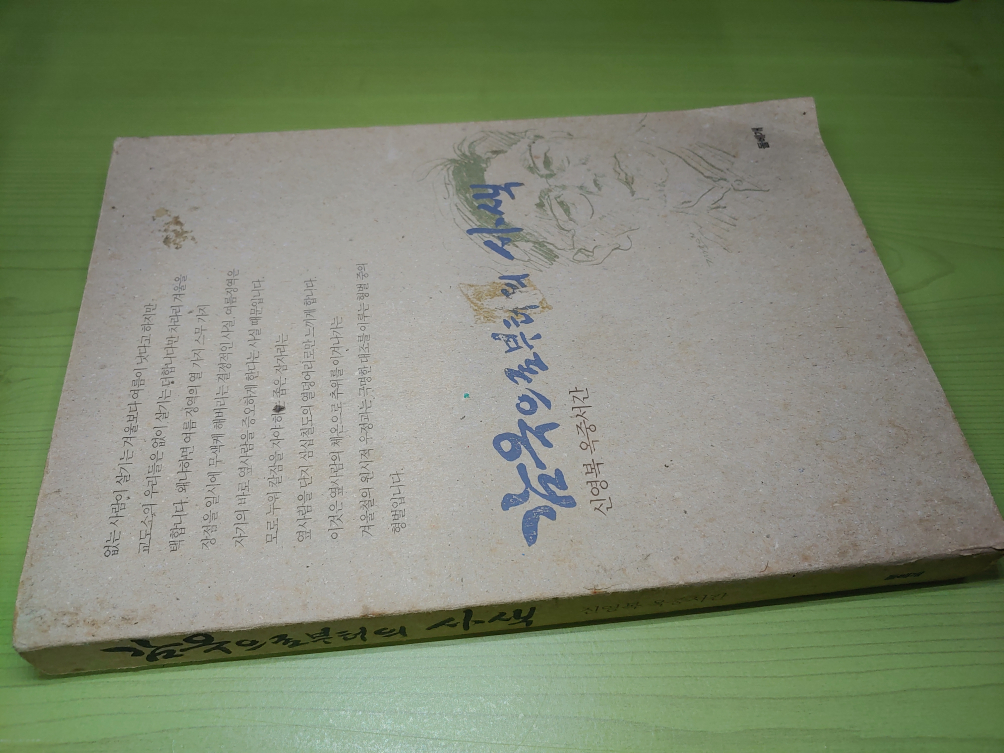 없는 사람이 살기는 겨울보다 여름이 낫다고 하지만
교도소의 우리들은 없이 살기는 더합니다만 차라리 겨울을
택합니다. 왜냐하면 여름 징역의 열 가지 스무 가지
장점을 일시에 무색케 해버리는 결정적인 사실, 여름징역은
자기의 바로 옆사람을 증오하게 한다는 사실 때문입니다.
모로 누워 칼잠을 자야 하는 좁은 잠자리는
옆사람을 단지 삼십칠도의 열덩어리로만 느끼게 합니다.
이것은 옆사람의 체온으로 추위를 이겨나가는
겨울철의 원시적 우정과는 극명한 대조를 이루는 형벌 중의
형벌입니다.
감옥으로부터의 사색
신영복 옥중서간
돌베개
감옥으로부터의 사색
신영복 옥중서간